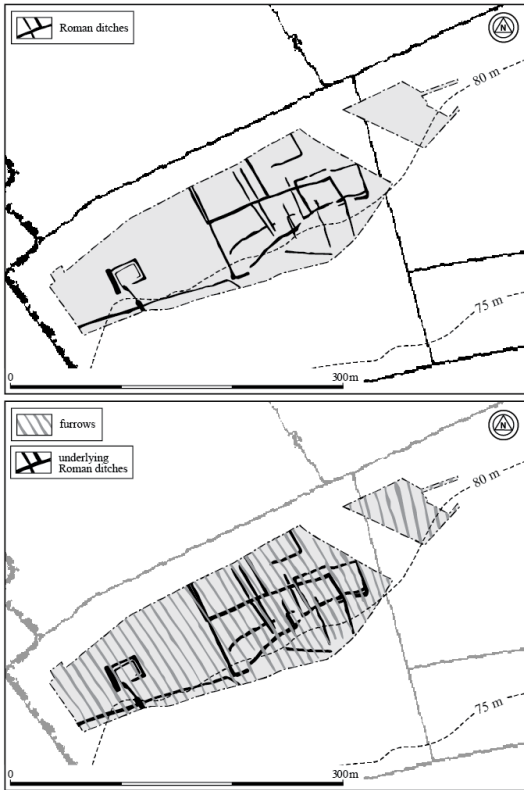 Roman ditches
N
80 m
75 m
0
300m
furrows
underlying
Roman ditches
N
80 m
75 m
0
300m